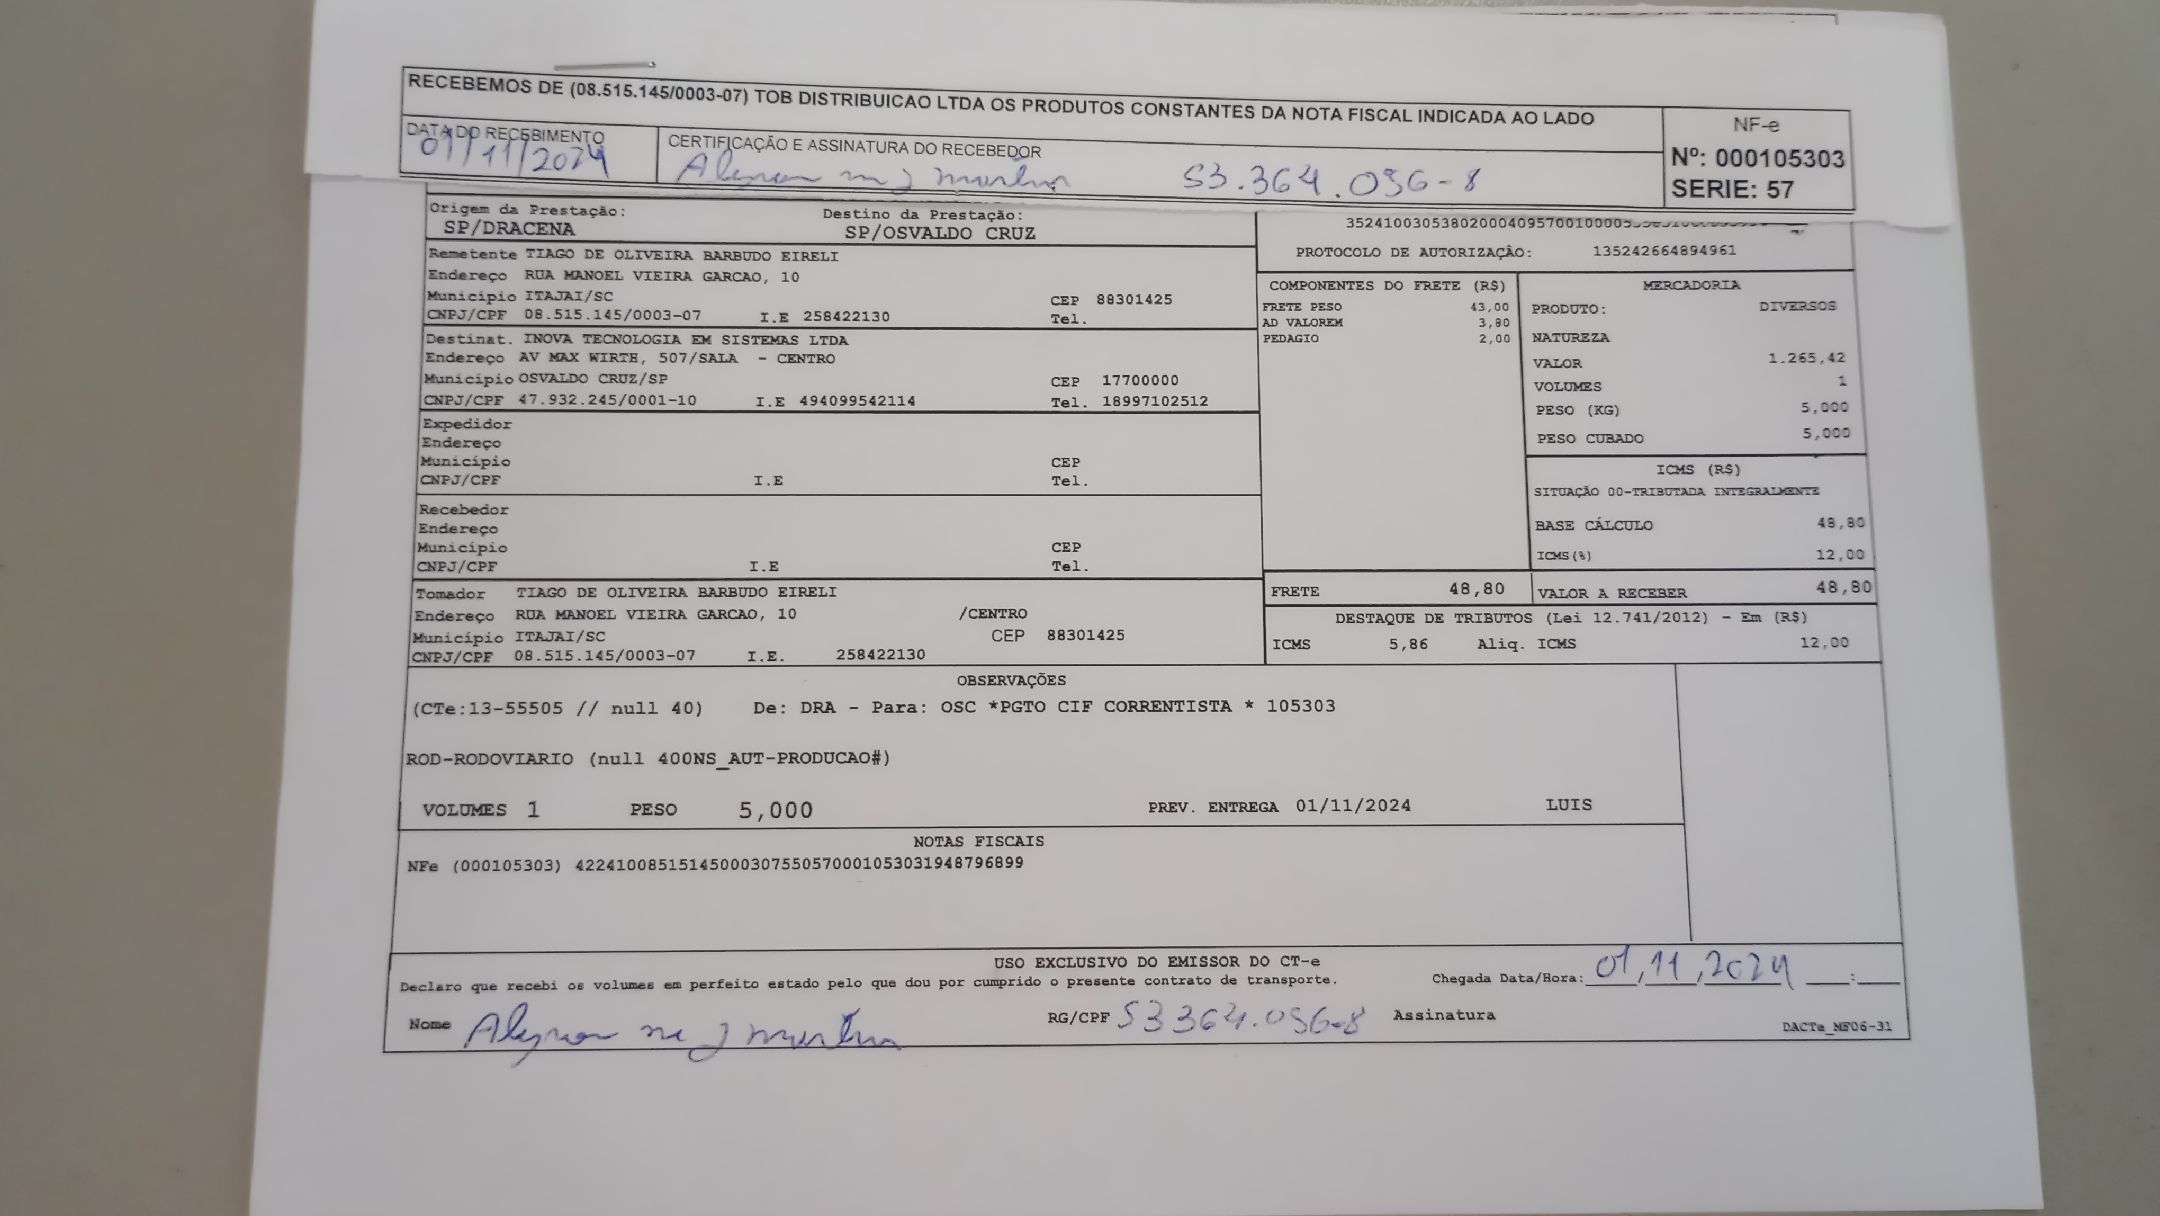 RECEBEMOS DE (08.515.145/0003-07) TOB DISTRIBUICAO LTDA OS PRODUTOS CONSTANTES DA NOTA FISCAL INDICADA AO LADO
NF-e
Nº: 000105303
SERIE: 57
DATA DO RECEBIMENTO
01/11/2024
CERTIFICAÇÃO E ASSINATURA DO RECEBEDOR
53.364.056-8
Origem da Prestação: Destino da Prestação:
SP/DRACENA SP/OSVALDO CRUZ
PROTOCOLO DE AUTORIZAÇÃO: 135242664894961
Remetente TIAGO DE OLIVEIRA BARBUDO EIRELI
Endereço RUA MANOEL VIEIRA GARCAO, 10
Município ITAJAI/SC CEP 88301425
CNPJ/CPF 08.515.145/0003-07 I.E 258422130 Tel.
Destinat. INOVA TECNOLOGIA EM SISTEMAS LTDA
Endereço AV MAX WIRTH, 507/SALA - CENTRO
Município OSVALDO CRUZ/SP CEP 17700000
CNPJ/CPF 47.932.245/0001-10 I.E 494099542114 Tel. 18997102512
Expedidor
Endereço
Município CEP
CNPJ/CPF I.E Tel.
Recebedor
Endereço
Município CEP
CNPJ/CPF I.E Tel.
Tomador TIAGO DE OLIVEIRA BARBUDO EIRELI
Endereço RUA MANOEL VIEIRA GARCAO, 10 /CENTRO
Município ITAJAI/SC CEP 88301425
CNPJ/CPF 08.515.145/0003-07 I.E. 258422130
COMPONENTES DO FRETE (R$)
FRETE PESO 43,00
AD VALOREM 3,80
PEDAGIO 2,00
MERCADORIA
PRODUTO: DIVERSOS
NATUREZA
VALOR 1.265,42
VOLUMES 1
PESO (KG) 5,000
PESO CUBADO 5,000
ICMS (R$)
SITUAÇÃO 00-TRIBUTADA INTEGRALMENTE
BASE CÁLCULO 48,80
ICMS(%) 12,00
FRETE 48,80 VALOR A RECEBER 48,80
DESTAQUE DE TRIBUTOS (Lei 12.741/2012) - Em (R$)
ICMS 5,86 Aliq. ICMS 12,00
OBSERVAÇÕES
(CTe:13-55505 // null 40) De: DRA - Para: OSC *PGTO CIF CORRENTISTA * 105303
ROD-RODOVIARIO (null 400NS_AUT-PRODUCAO#)
VOLUMES 1 PESO 5,000 PREV. ENTREGA 01/11/2024 LUIS
NOTAS FISCAIS
NFe (000105303) 42241008515145000307550570001053031948796899
USO EXCLUSIVO DO EMISSOR DO CT-e
Declaro que recebi os volumes em perfeito estado pelo que dou por cumprido o presente contrato de transporte. Chegada Data/Hora: 01/11/2024 :
Nome RG/CPF 53364.056-8 Assinatura
DACTe_MF06-31